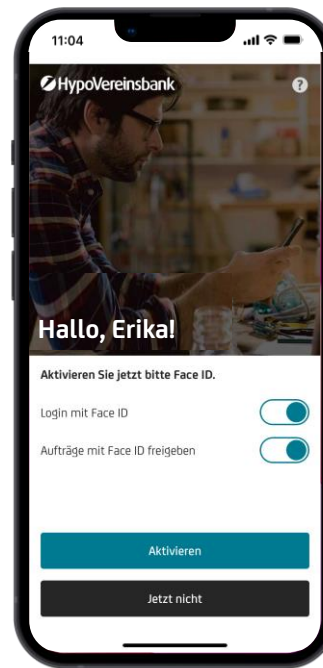 11:04
HypoVereinsbank
?
Hallo, Erika!
Aktivieren Sie jetzt bitte Face ID.
Login mit Face ID
Aufträge mit Face ID freigeben
Aktivieren
Jetzt nicht